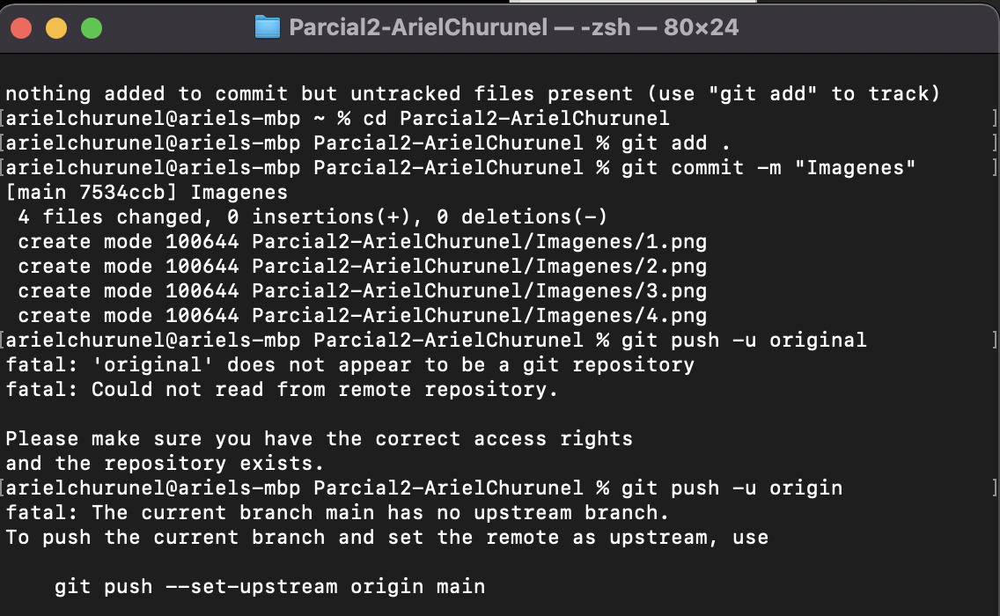 Parcial2-ArielChurunel — -zsh — 80×24
nothing added to commit but untracked files present (use "git add" to track)
[arielchurunel@ariels-mbp ~ % cd Parcial2-ArielChurunel ]
[arielchurunel@ariels-mbp Parcial2-ArielChurunel % git add . ]
[arielchurunel@ariels-mbp Parcial2-ArielChurunel % git commit -m "Imagenes" ]
[main 7534ccb] Imagenes
 4 files changed, 0 insertions(+), 0 deletions(-)
 create mode 100644 Parcial2-ArielChurunel/Imagenes/1.png
 create mode 100644 Parcial2-ArielChurunel/Imagenes/2.png
 create mode 100644 Parcial2-ArielChurunel/Imagenes/3.png
 create mode 100644 Parcial2-ArielChurunel/Imagenes/4.png
[arielchurunel@ariels-mbp Parcial2-ArielChurunel % git push -u original ]
fatal: 'original' does not appear to be a git repository
fatal: Could not read from remote repository.

Please make sure you have the correct access rights
and the repository exists.
[arielchurunel@ariels-mbp Parcial2-ArielChurunel % git push -u origin ]
fatal: The current branch main has no upstream branch.
To push the current branch and set the remote as upstream, use

    git push --set-upstream origin main